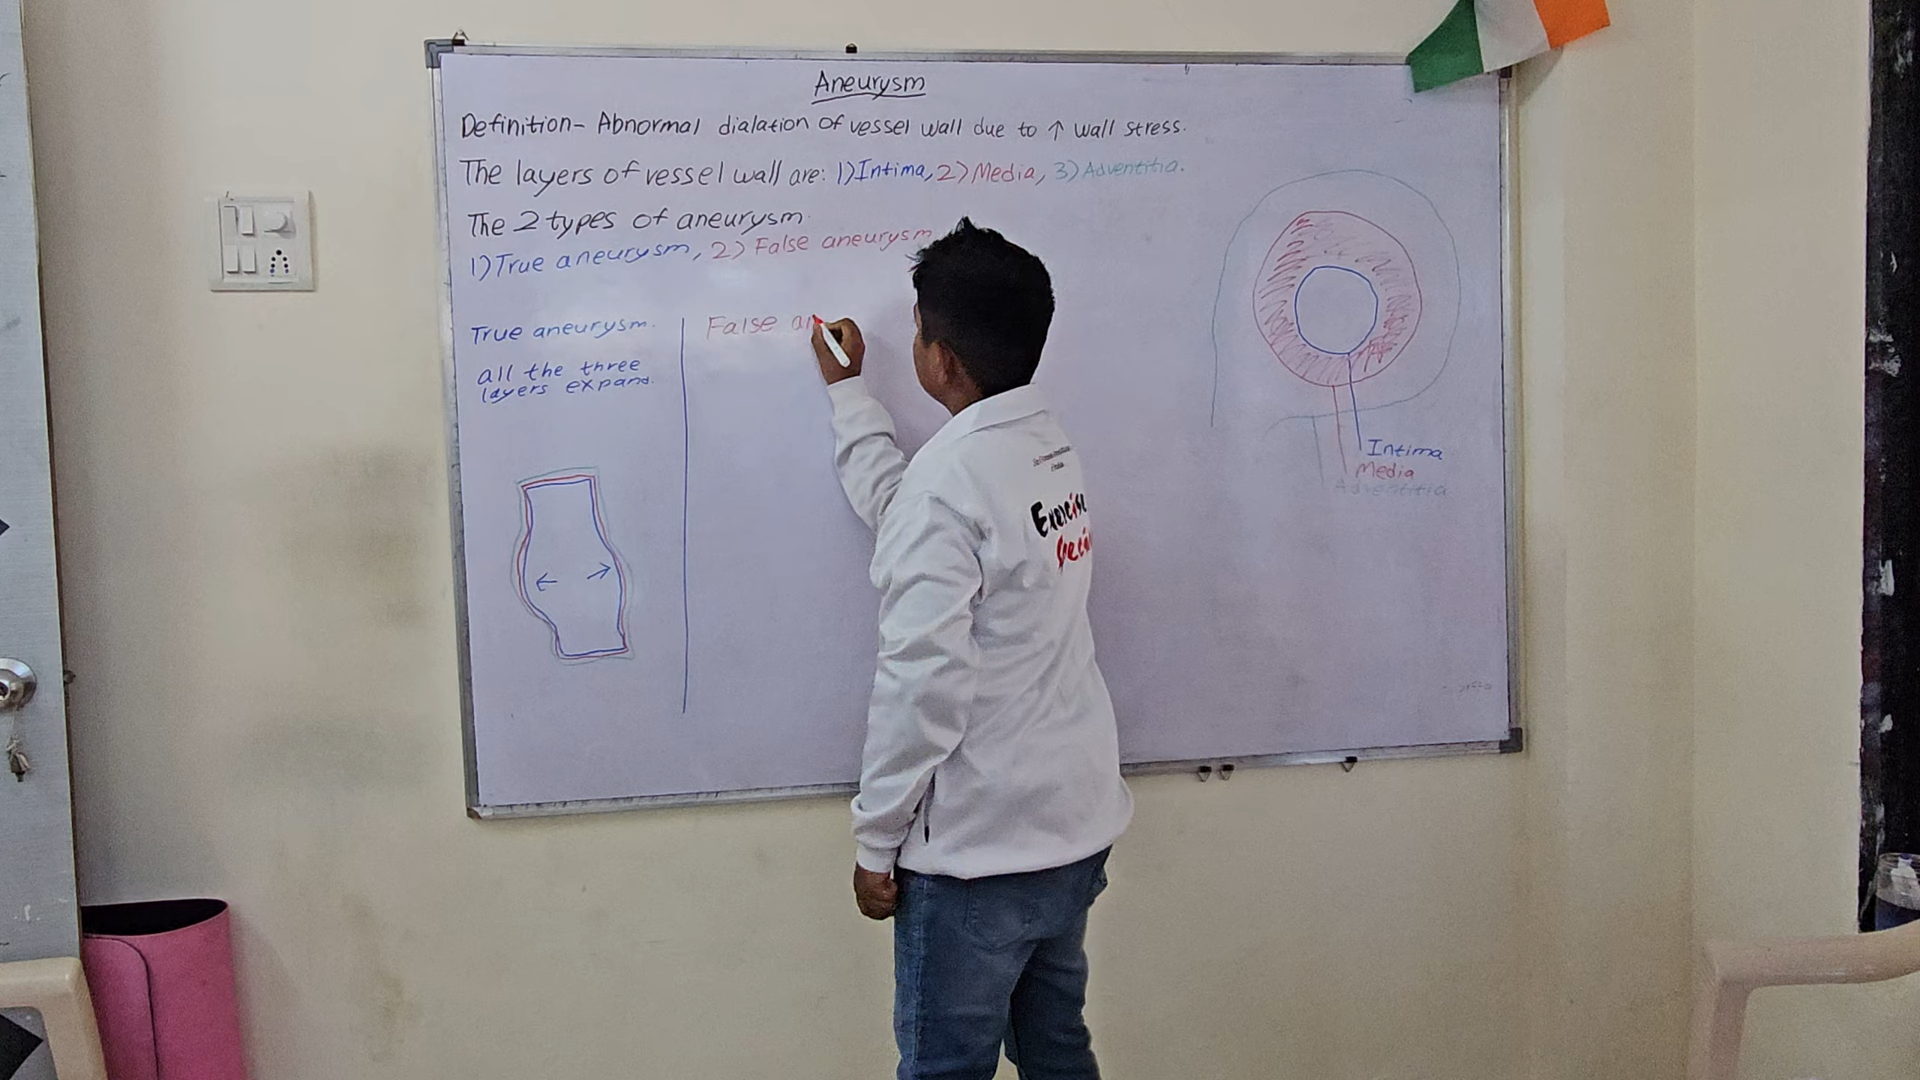 Aneurysm
Definition- Abnormal dialation of vessel wall due to ↑ wall stress.
The layers of vessel wall are: 1) Intima, 2) Media, 3) Adventitia.
The 2 types of aneurysm.
1) True aneurysm, 2) False aneurysm
True aneurysm.
all the three
layers expand.
False an
Intima
Media
Adventitia
Exercise